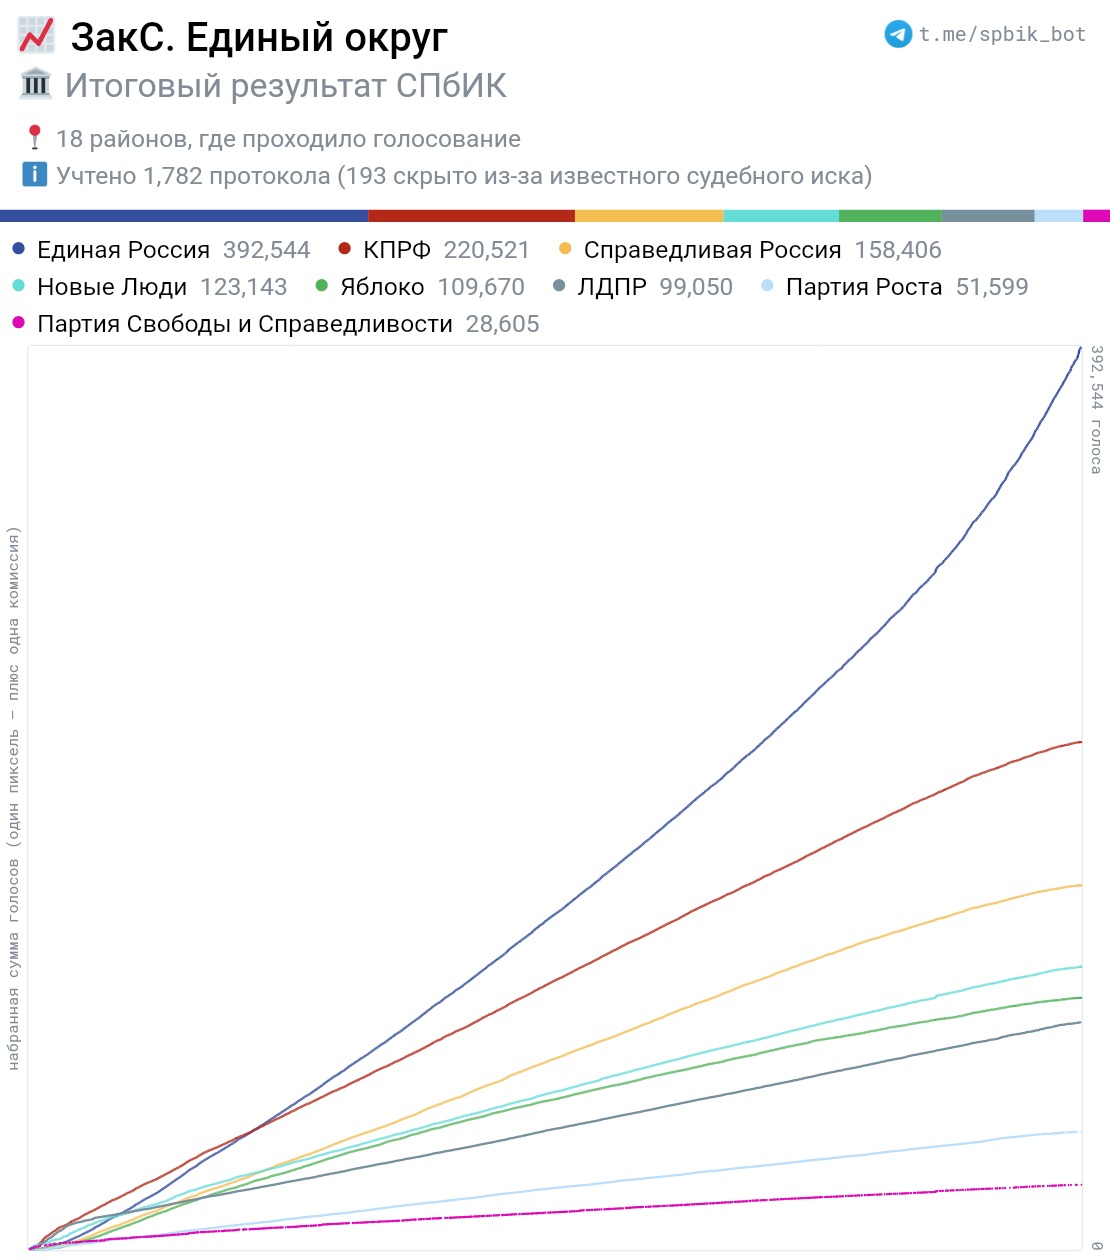 ЗакС. Единый округ
t.me/spbik_bot
Итоговый результат СПбИК
18 районов, где проходило голосование
Учтено 1,782 протокола (193 скрыто из-за известного судебного иска)
Единая Россия 392,544 КПРФ 220,521 Справедливая Россия 158,406
Новые Люди 123,143 Яблоко 109,670 ЛДПР 99,050 Партия Роста 51,599
Партия Свободы и Справедливости 28,605
набранная сумма голосов (один пиксель – плюс одна комиссия)
392,544 голоса
0